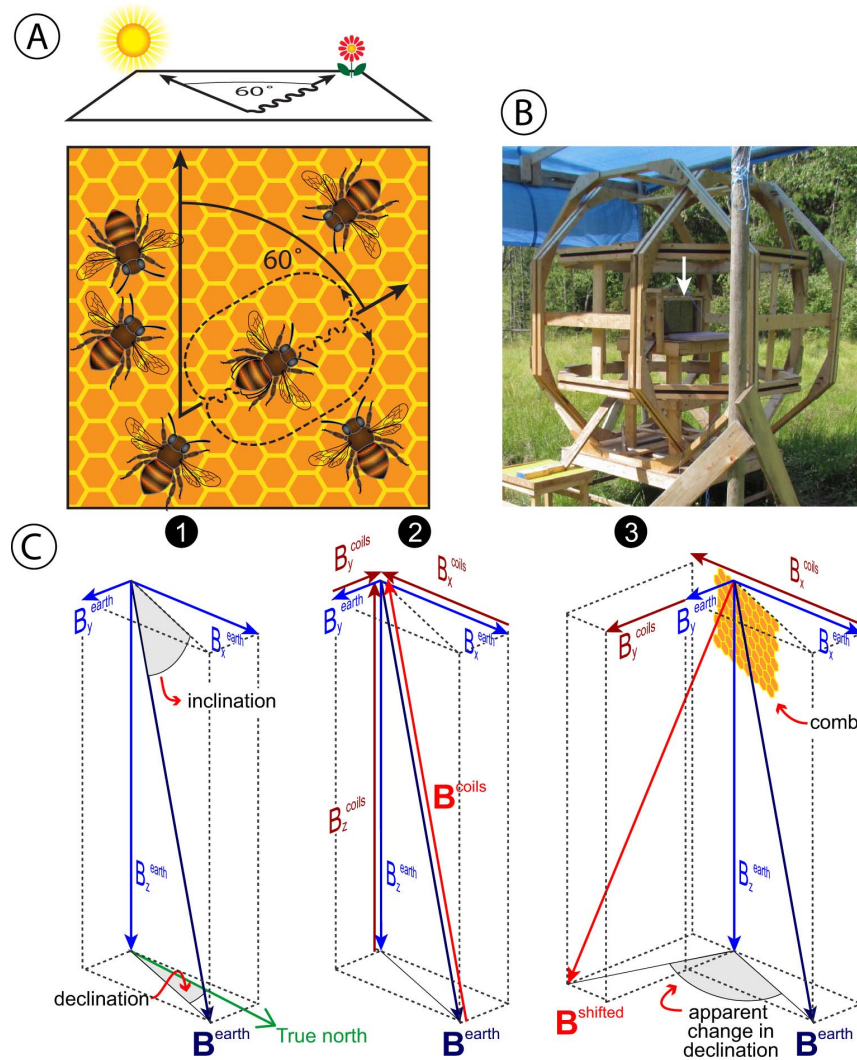 A
60°
B
60°
C
1
2
3
B_y^coils
B_x^coils
B_x^coils
B_y^earth
B_x^earth
B_y^earth
B_x^earth
B_y^coils
B_y^earth
B_x^earth
inclination
comb
B^coils
B_z^coils
B_z^earth
B_z^earth
B_z^earth
declination
True north
B^earth
B^earth
B^shifted
apparent
change in
declination
B^earth